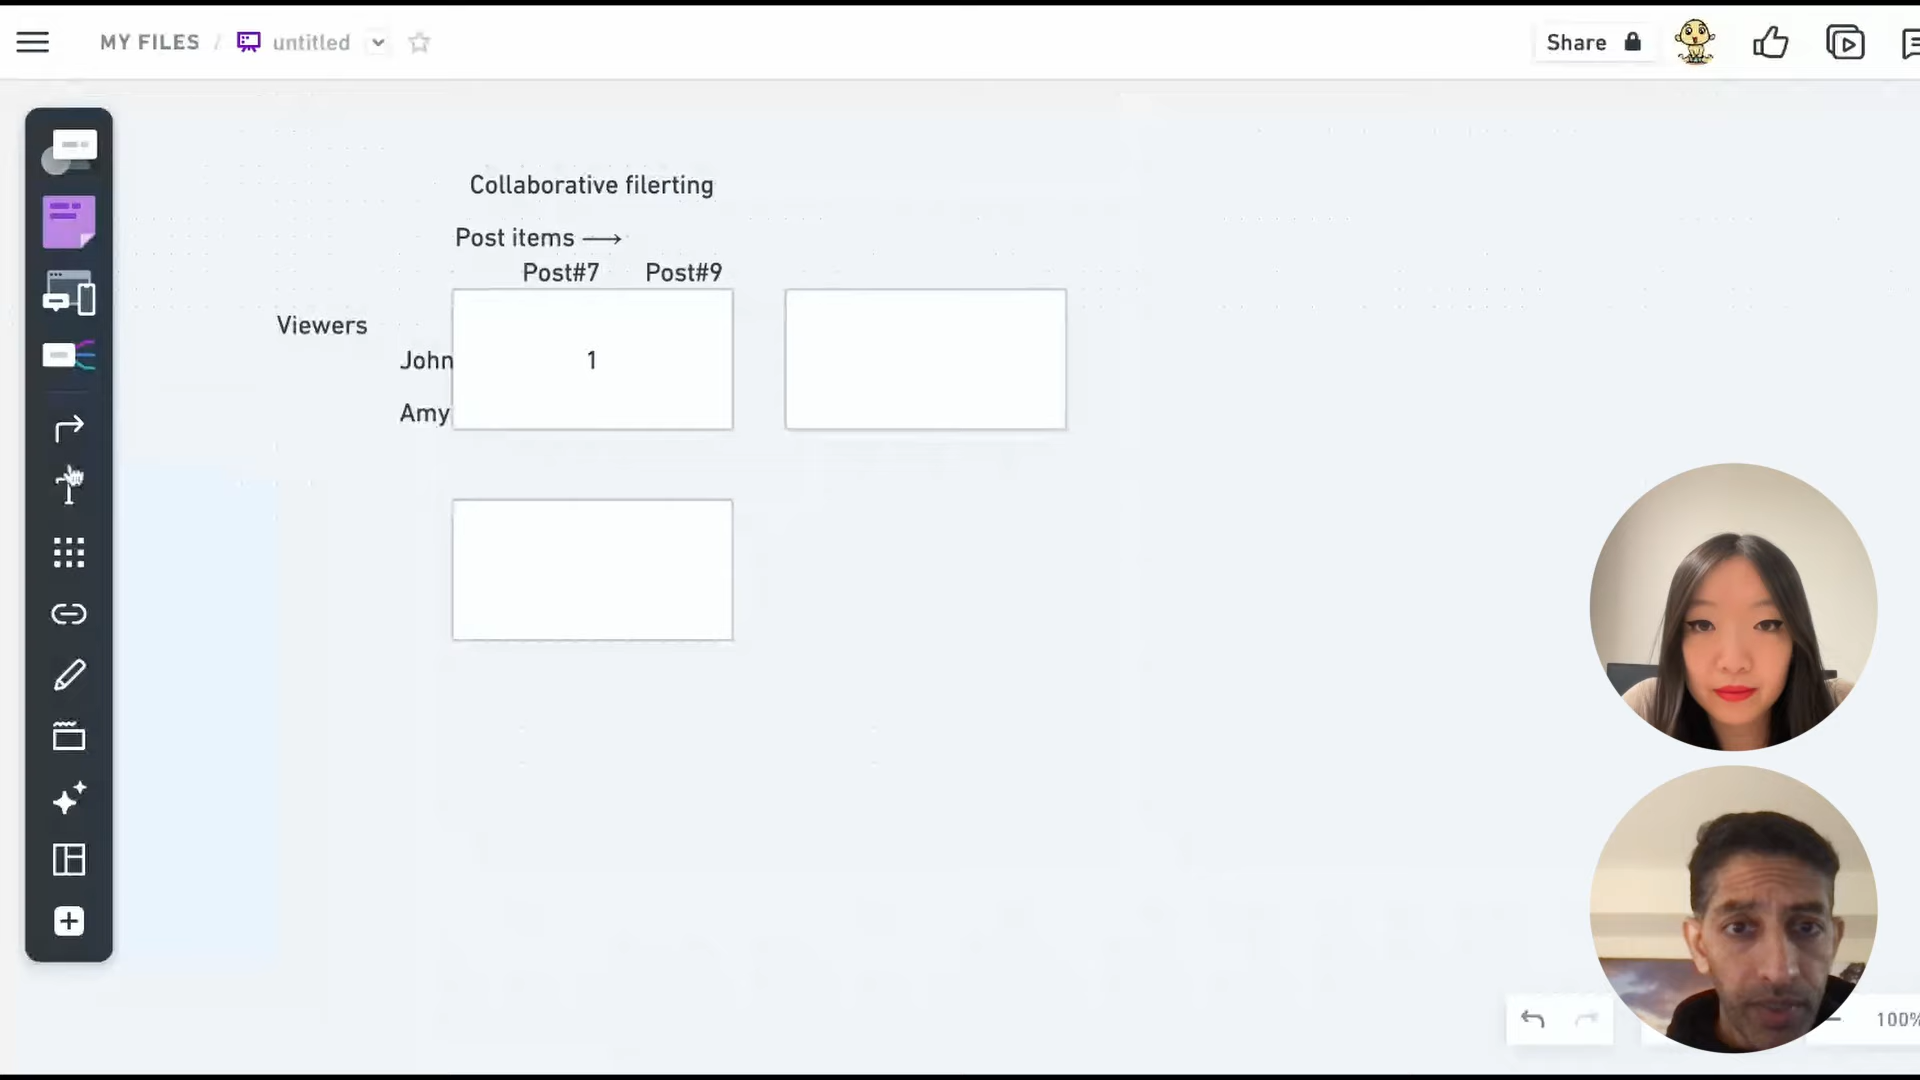 MY FILES / untitled
Share
Collaborative filerting
Post items
Post#7 Post#9
Viewers
John 1
Amy
100%